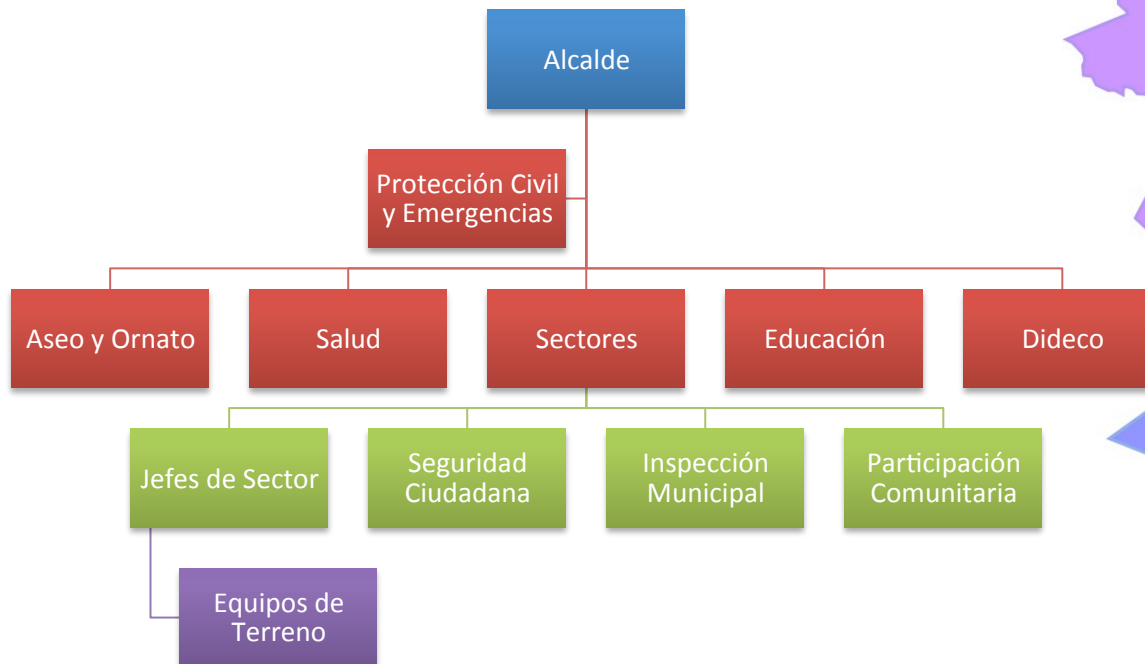 Alcalde
Protección Civil
y Emergencias
Aseo y Ornato
Salud
Sectores
Educación
Dideco
Jefes de Sector
Seguridad
Ciudadana
Inspección
Municipal
Participación
Comunitaria
Equipos de
Terreno